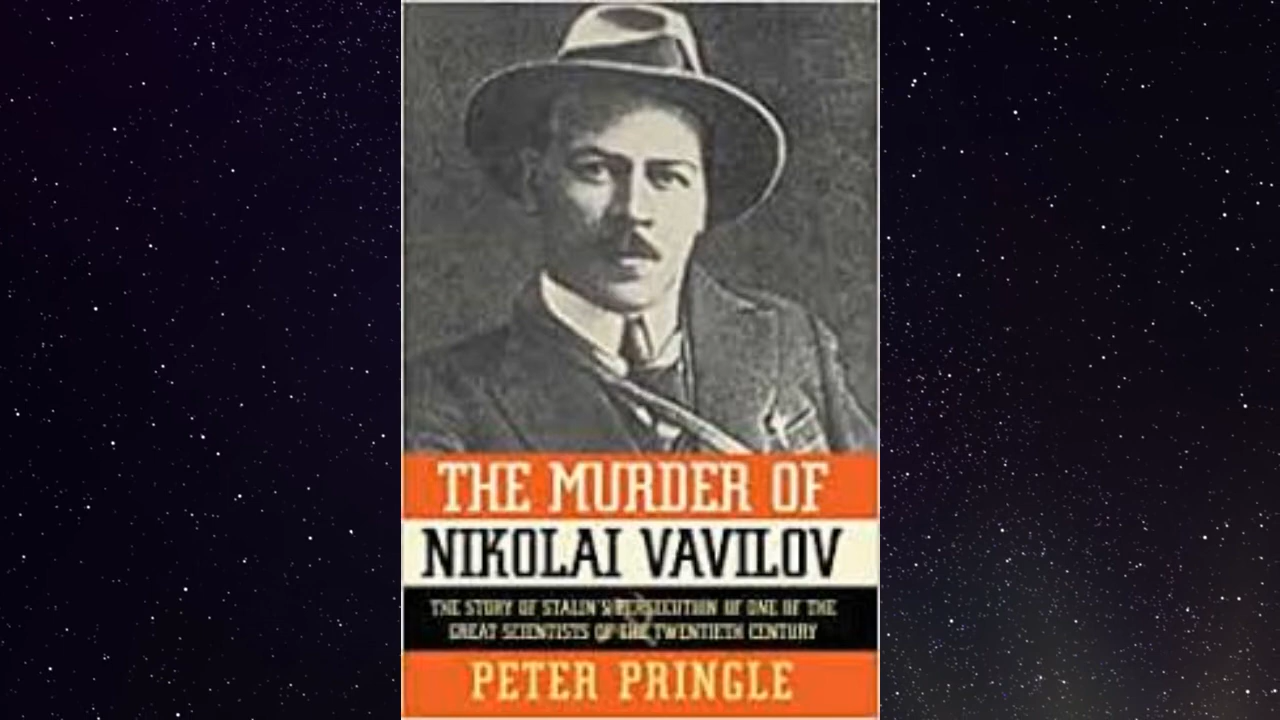 THE MURDER OF
NIKOLAI VAVILOV
THE STORY OF STALIN'S PERSECUTION OF ONE OF THE
GREAT SCIENTISTS OF THE TWENTIETH CENTURY
PETER PRINGLE